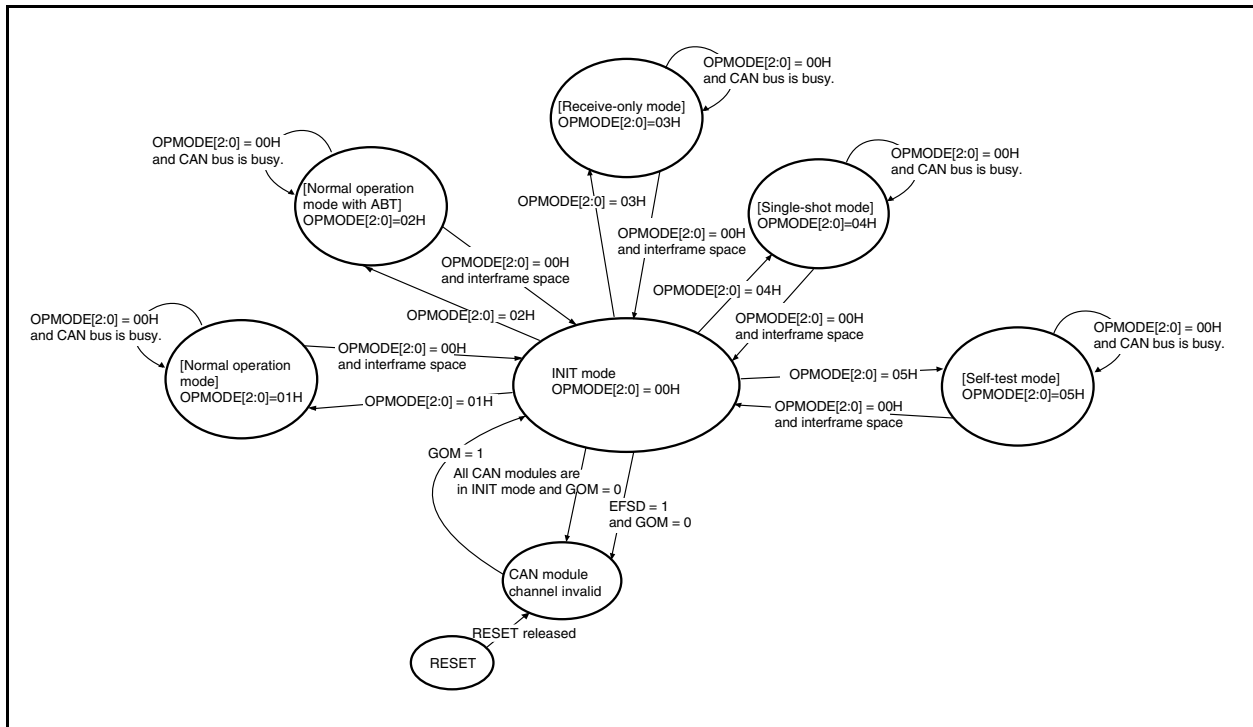 OPMODE[2:0] = 00H
and CAN bus is busy.
[Receive-only mode]
OPMODE[2:0]=03H
OPMODE[2:0] = 00H
and CAN bus is busy.
[Normal operation
mode with ABT]
OPMODE[2:0]=02H
OPMODE[2:0] = 00H
and CAN bus is busy.
[Single-shot mode]
OPMODE[2:0]=04H
OPMODE[2:0] = 03H
OPMODE[2:0] = 00H
and interframe space
OPMODE[2:0] = 00H
and interframe space
OPMODE[2:0] = 04H
OPMODE[2:0] = 02H
OPMODE[2:0] = 00H
and interframe space
OPMODE[2:0] = 00H
and CAN bus is busy.
[Normal operation
mode]
OPMODE[2:0]=01H
OPMODE[2:0] = 00H
and interframe space
OPMODE[2:0] = 01H
INIT mode
OPMODE[2:0] = 00H
OPMODE[2:0] = 00H
and CAN bus is busy.
OPMODE[2:0] = 05H
[Self-test mode]
OPMODE[2:0]=05H
OPMODE[2:0] = 00H
and interframe space
GOM = 1
All CAN modules are
in INIT mode and GOM = 0
EFSD = 1
and GOM = 0
CAN module
channel invalid
RESET released
RESET